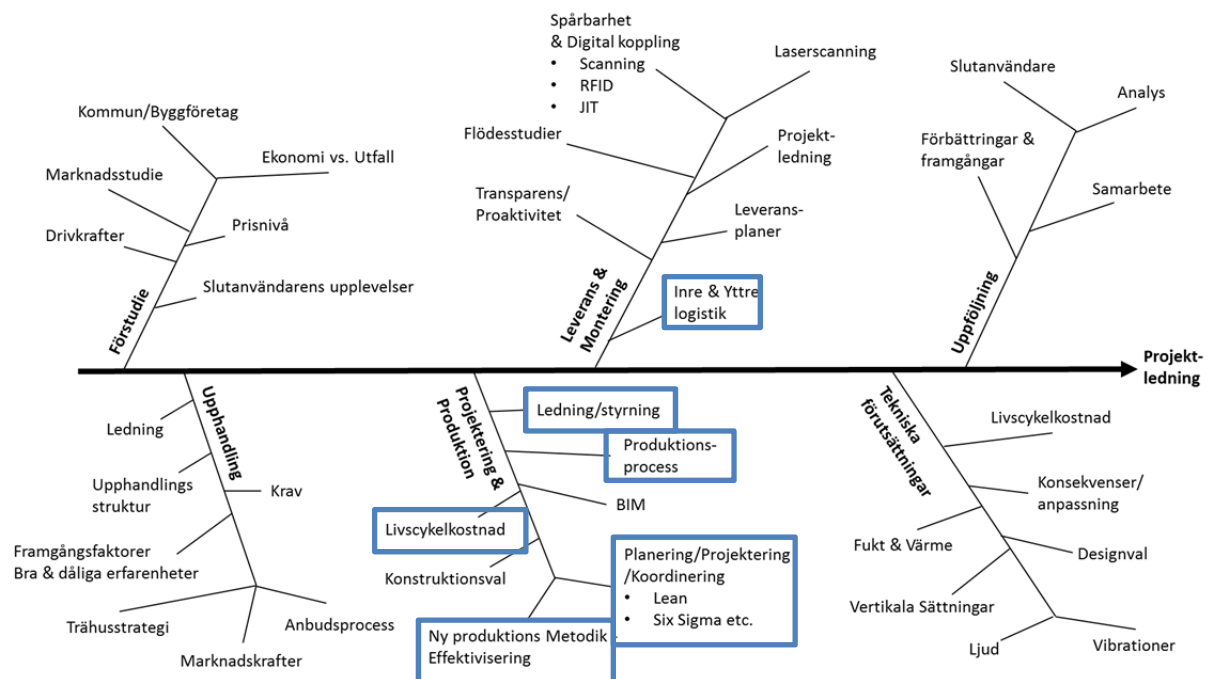 Spårbarhet
& Digital koppling
• Scanning
• RFID
• JIT
Laserscanning
Slutanvändare
Analys
Kommun/Byggföretag
Ekonomi vs. Utfall
Flödesstudier
Projekt-
ledning
Förbättringar &
framgångar
Marknadsstudie
Transparens/
Proaktivitet
Samarbete
Drivkrafter
Prisnivå
Leverans-
planer
Slutanvändarens upplevelser
Inre & Yttre
logistik
Förstudie
Leverans &
Montering
Uppföljning
Projekt-
ledning
Upphandling
Ledning
Upphandlings
struktur
Krav
Framgångsfaktorer
Bra & dåliga erfarenheter
Trähusstrategi
Anbudsprocess
Marknadskrafter
Projektering &
Produktion
Ledning/styrning
Produktions-
process
BIM
Livscykelkostnad
Konstruktionsval
Planering/Projektering
/Koordinering
• Lean
• Six Sigma etc.
Ny produktions Metodik
Effektivisering
Tekniska
förutsättningar
Livscykelkostnad
Konsekvenser/
anpassning
Fukt & Värme
Designval
Vertikala Sättningar
Ljud
Vibrationer